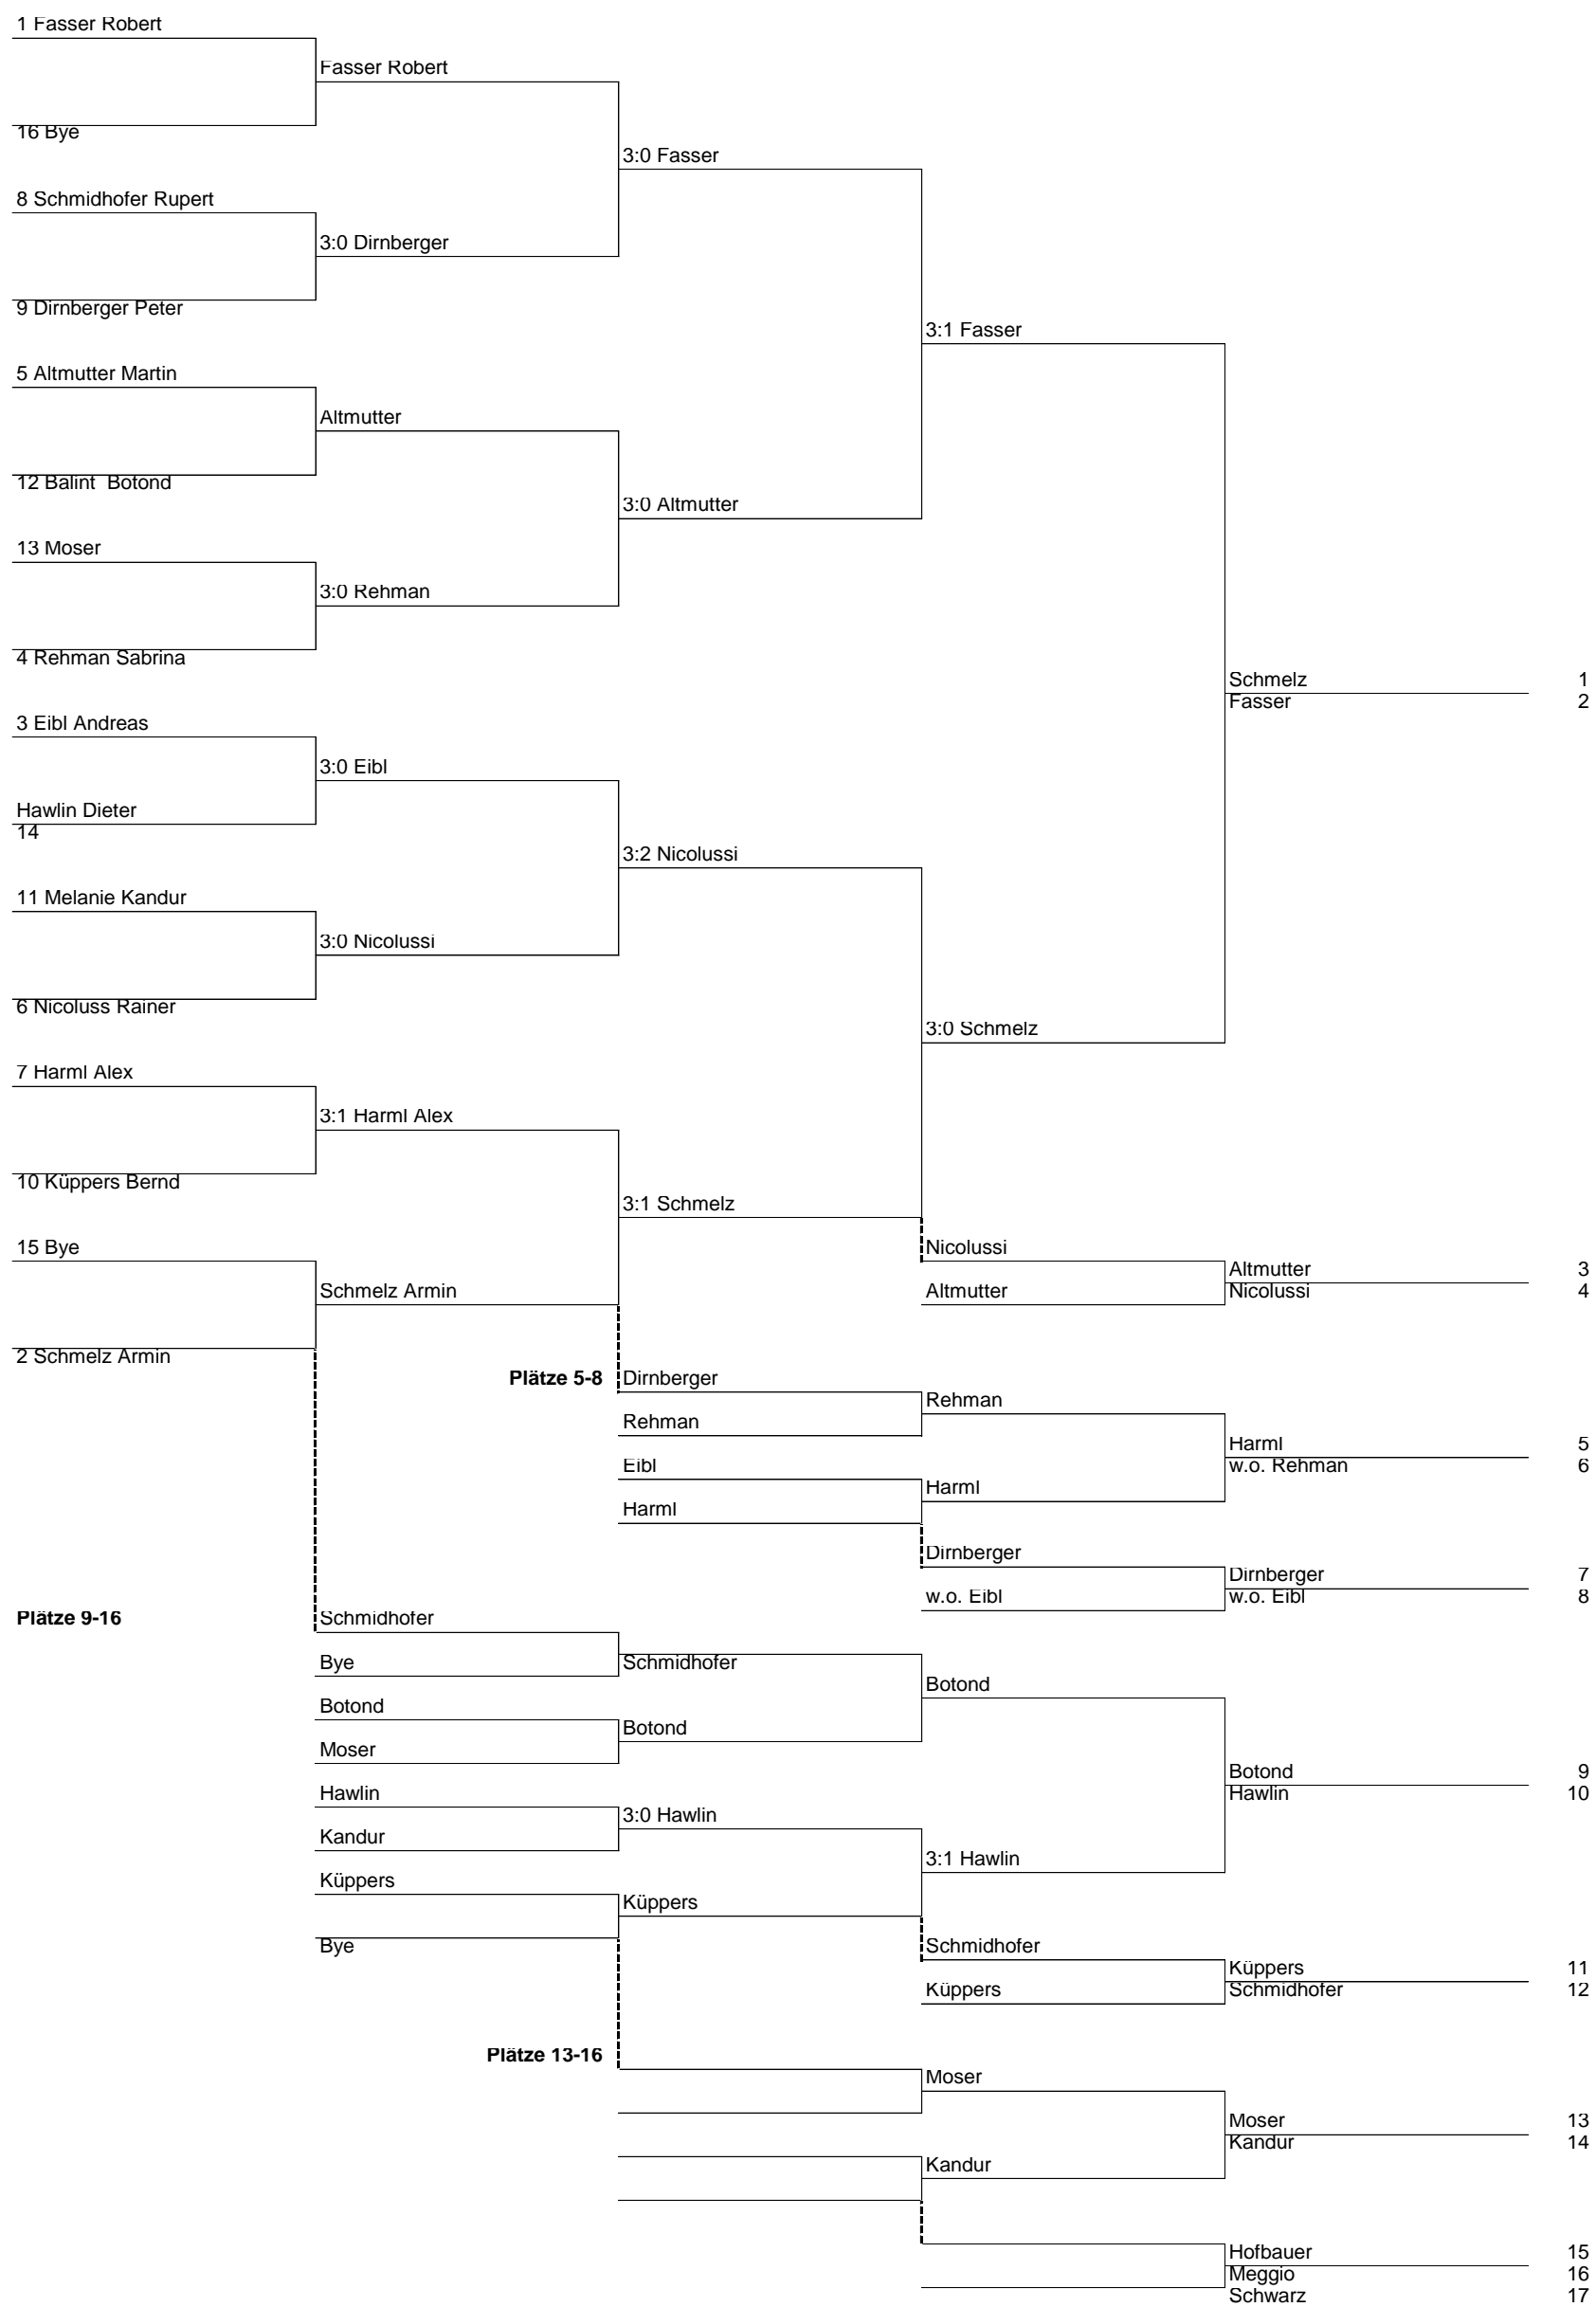 1 Fasser Robert
Fasser Robert
16 Bye
3:0 Fasser
8 Schmidhofer Rupert
3:0 Dirnberger
9 Dirnberger Peter
3:1 Fasser
5 Altmutter Martin
Altmutter
12 Balint  Botond
3:0 Altmutter
13 Moser
3:0 Rehman
4 Rehman Sabrina
Schmelz 1
Fasser 2
3 Eibl Andreas
3:0 Eibl
Hawlin Dieter
14
3:2 Nicolussi
11 Melanie Kandur
3:0 Nicolussi
6 Nicoluss Rainer
3:0 Schmelz
7 Harml Alex
3:1 Harml Alex
10 Küppers Bernd
3:1 Schmelz
15 Bye
Nicolussi
Altmutter 3
Schmelz Armin
Altmutter
Nicolussi 4
2 Schmelz Armin
Plätze 5-8
Dirnberger
Rehman
Rehman
Harml 5
w.o. Rehman 6
Eibl
Harml
Harml
Dirnberger
Dirnberger 7
w.o. Eibl
w.o. Eibl 8
Plätze 9-16
Schmidhofer
Bye
Schmidhofer
Botond
Botond
Botond
Moser
Botond 9
Hawlin 10
Hawlin
3:0 Hawlin
Kandur
3:1 Hawlin
Küppers
Küppers
Bye
Schmidhofer
Küppers 11
Küppers
Schmidhofer 12
Plätze 13-16
Moser
Moser 13
Kandur 14
Kandur
Hofbauer 15
Meggio 16
Schwarz 17